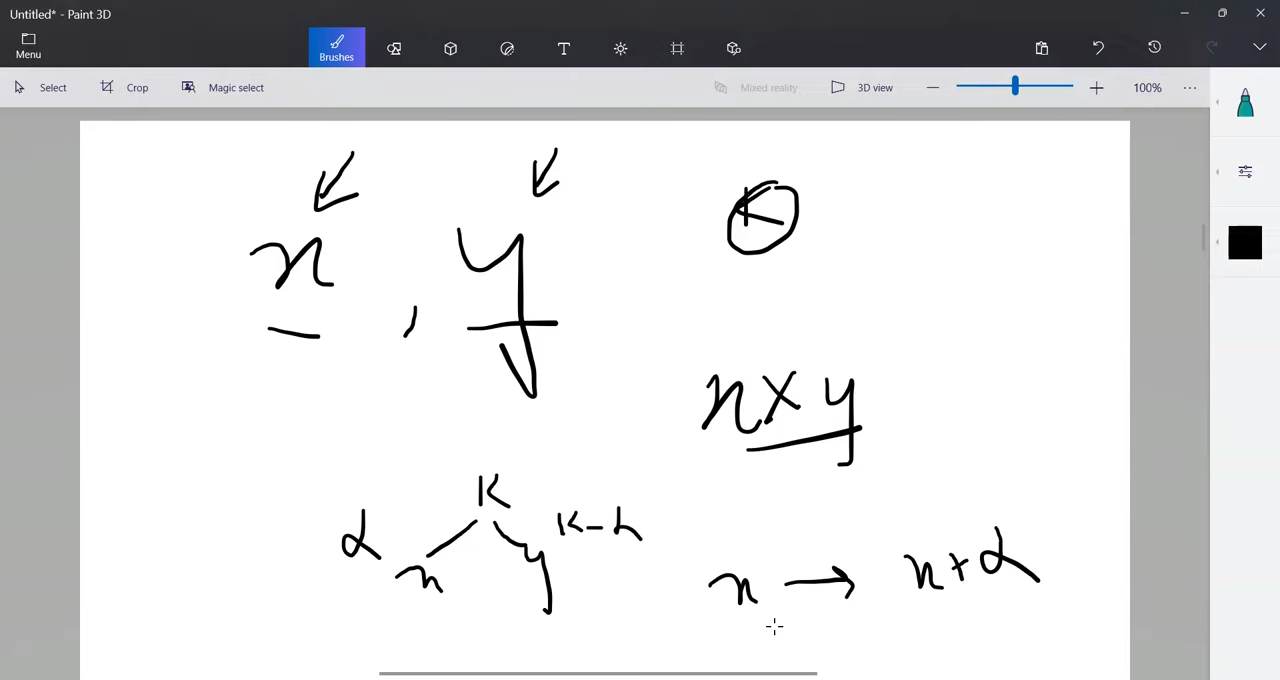 Untitled* - Paint 3D
Menu
Brushes
Select Crop Magic select Mixed reality 3D view 100%
K
x , y
x X y
K
α K-α
x y
x → x+α